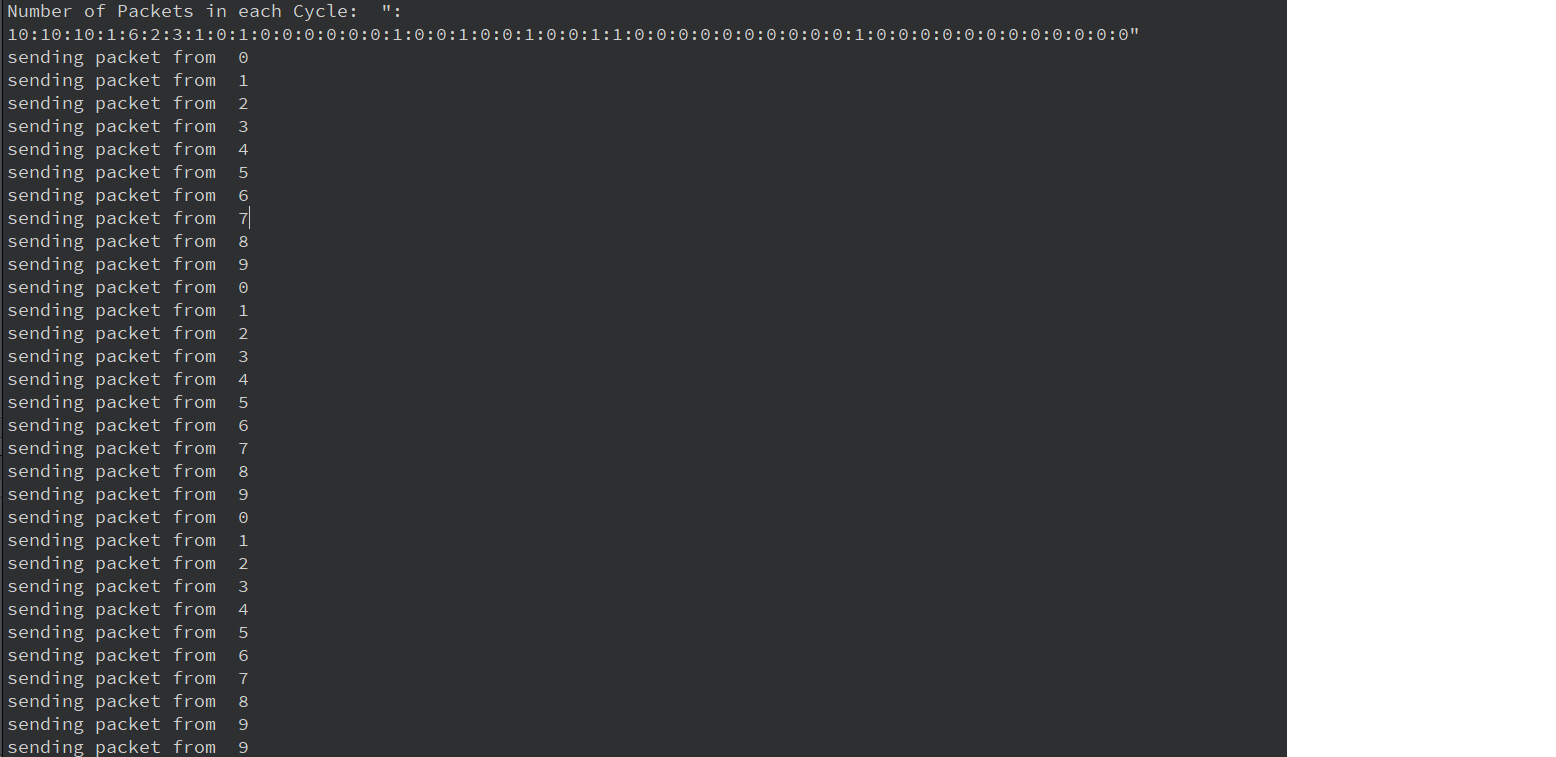 Number of Packets in each Cycle:  ":
10:10:10:1:6:2:3:1:0:1:0:0:0:0:0:0:1:0:0:1:0:0:1:0:0:1:1:0:0:0:0:0:0:0:0:0:0:1:0:0:0:0:0:0:0:0:0:0:0:0"
sending packet from  0
sending packet from  1
sending packet from  2
sending packet from  3
sending packet from  4
sending packet from  5
sending packet from  6
sending packet from  7
sending packet from  8
sending packet from  9
sending packet from  0
sending packet from  1
sending packet from  2
sending packet from  3
sending packet from  4
sending packet from  5
sending packet from  6
sending packet from  7
sending packet from  8
sending packet from  9
sending packet from  0
sending packet from  1
sending packet from  2
sending packet from  3
sending packet from  4
sending packet from  5
sending packet from  6
sending packet from  7
sending packet from  8
sending packet from  9
sending packet from  9